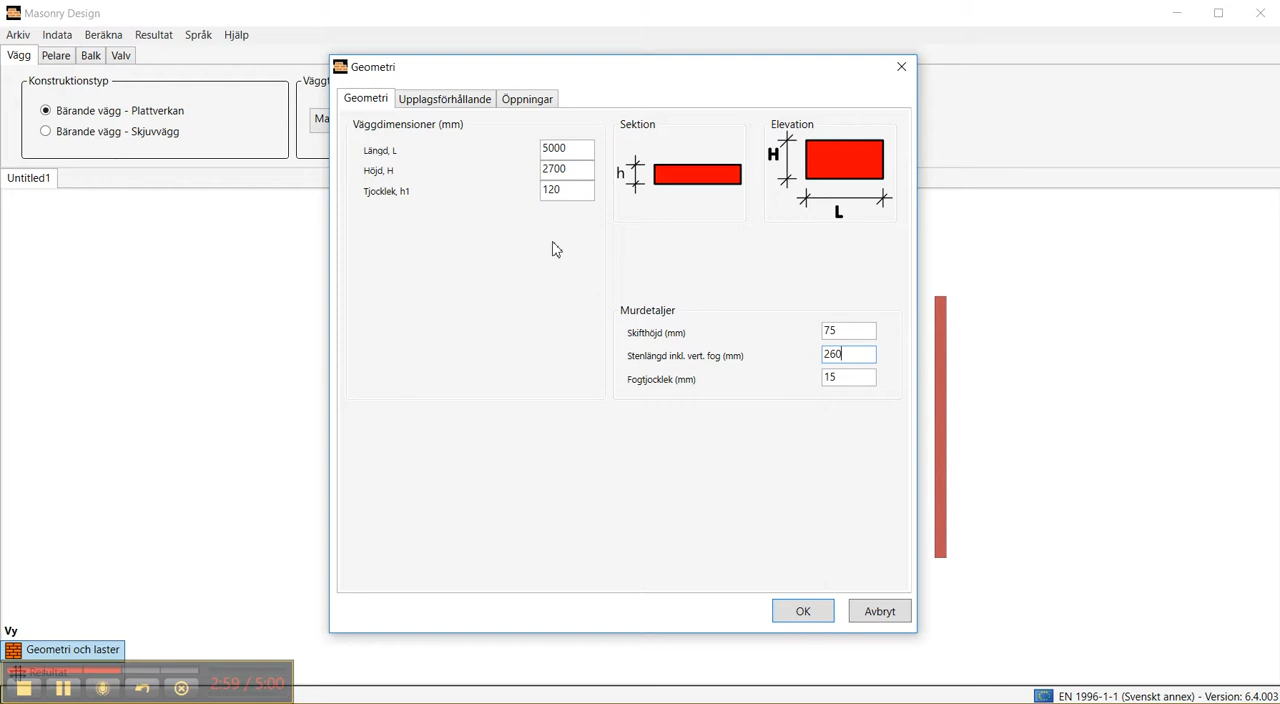 Masonry Design
Arkiv Indata Beräkna Resultat Språk Hjälp
Vägg Pelare Balk Valv
Konstruktionstyp
Bärande vägg - Plattverkan
Bärande vägg - Skjuvvägg
Väggt
Ma
Untitled1
Geometri
Geometri Upplagsförhållande Öppningar
Väggdimensioner (mm)
Längd, L 5000
Höjd, H 2700
Tjocklek, h1 120
Sektion
h
Elevation
H
L
Murdetaljer
Skifthöjd (mm) 75
Stenlängd inkl. vert. fog (mm) 260
Fogtjocklek (mm) 15
OK Avbryt
Vy
Geometri och laster
Resultat
2:59 / 5:00
EN 1996-1-1 (Svenskt annex) - Version: 6.4.003